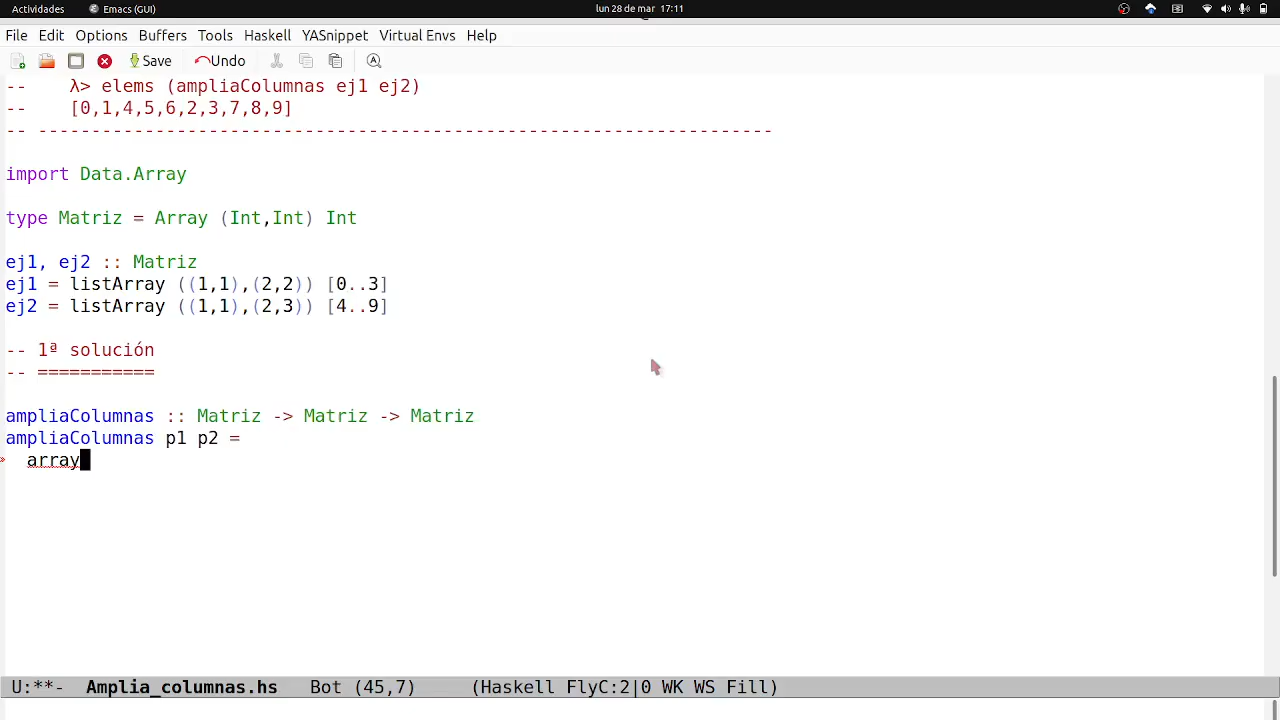 Actividades Emacs (GUI) lun 28 de mar 17:11
File Edit Options Buffers Tools Haskell YASnippet Virtual Envs Help
Save Undo
--    λ> elems (ampliaColumnas ej1 ej2)
--    [0,1,4,5,6,2,3,7,8,9]
-- ---------------------------------------------------------------------
import Data.Array
type Matriz = Array (Int,Int) Int
ej1, ej2 :: Matriz
ej1 = listArray ((1,1),(2,2)) [0..3]
ej2 = listArray ((1,1),(2,3)) [4..9]
-- 1ª solución
-- ===========
ampliaColumnas :: Matriz -> Matriz -> Matriz
ampliaColumnas p1 p2 =
  array
U:**-  Amplia_columnas.hs   Bot (45,7)     (Haskell FlyC:2|0 WK WS Fill)